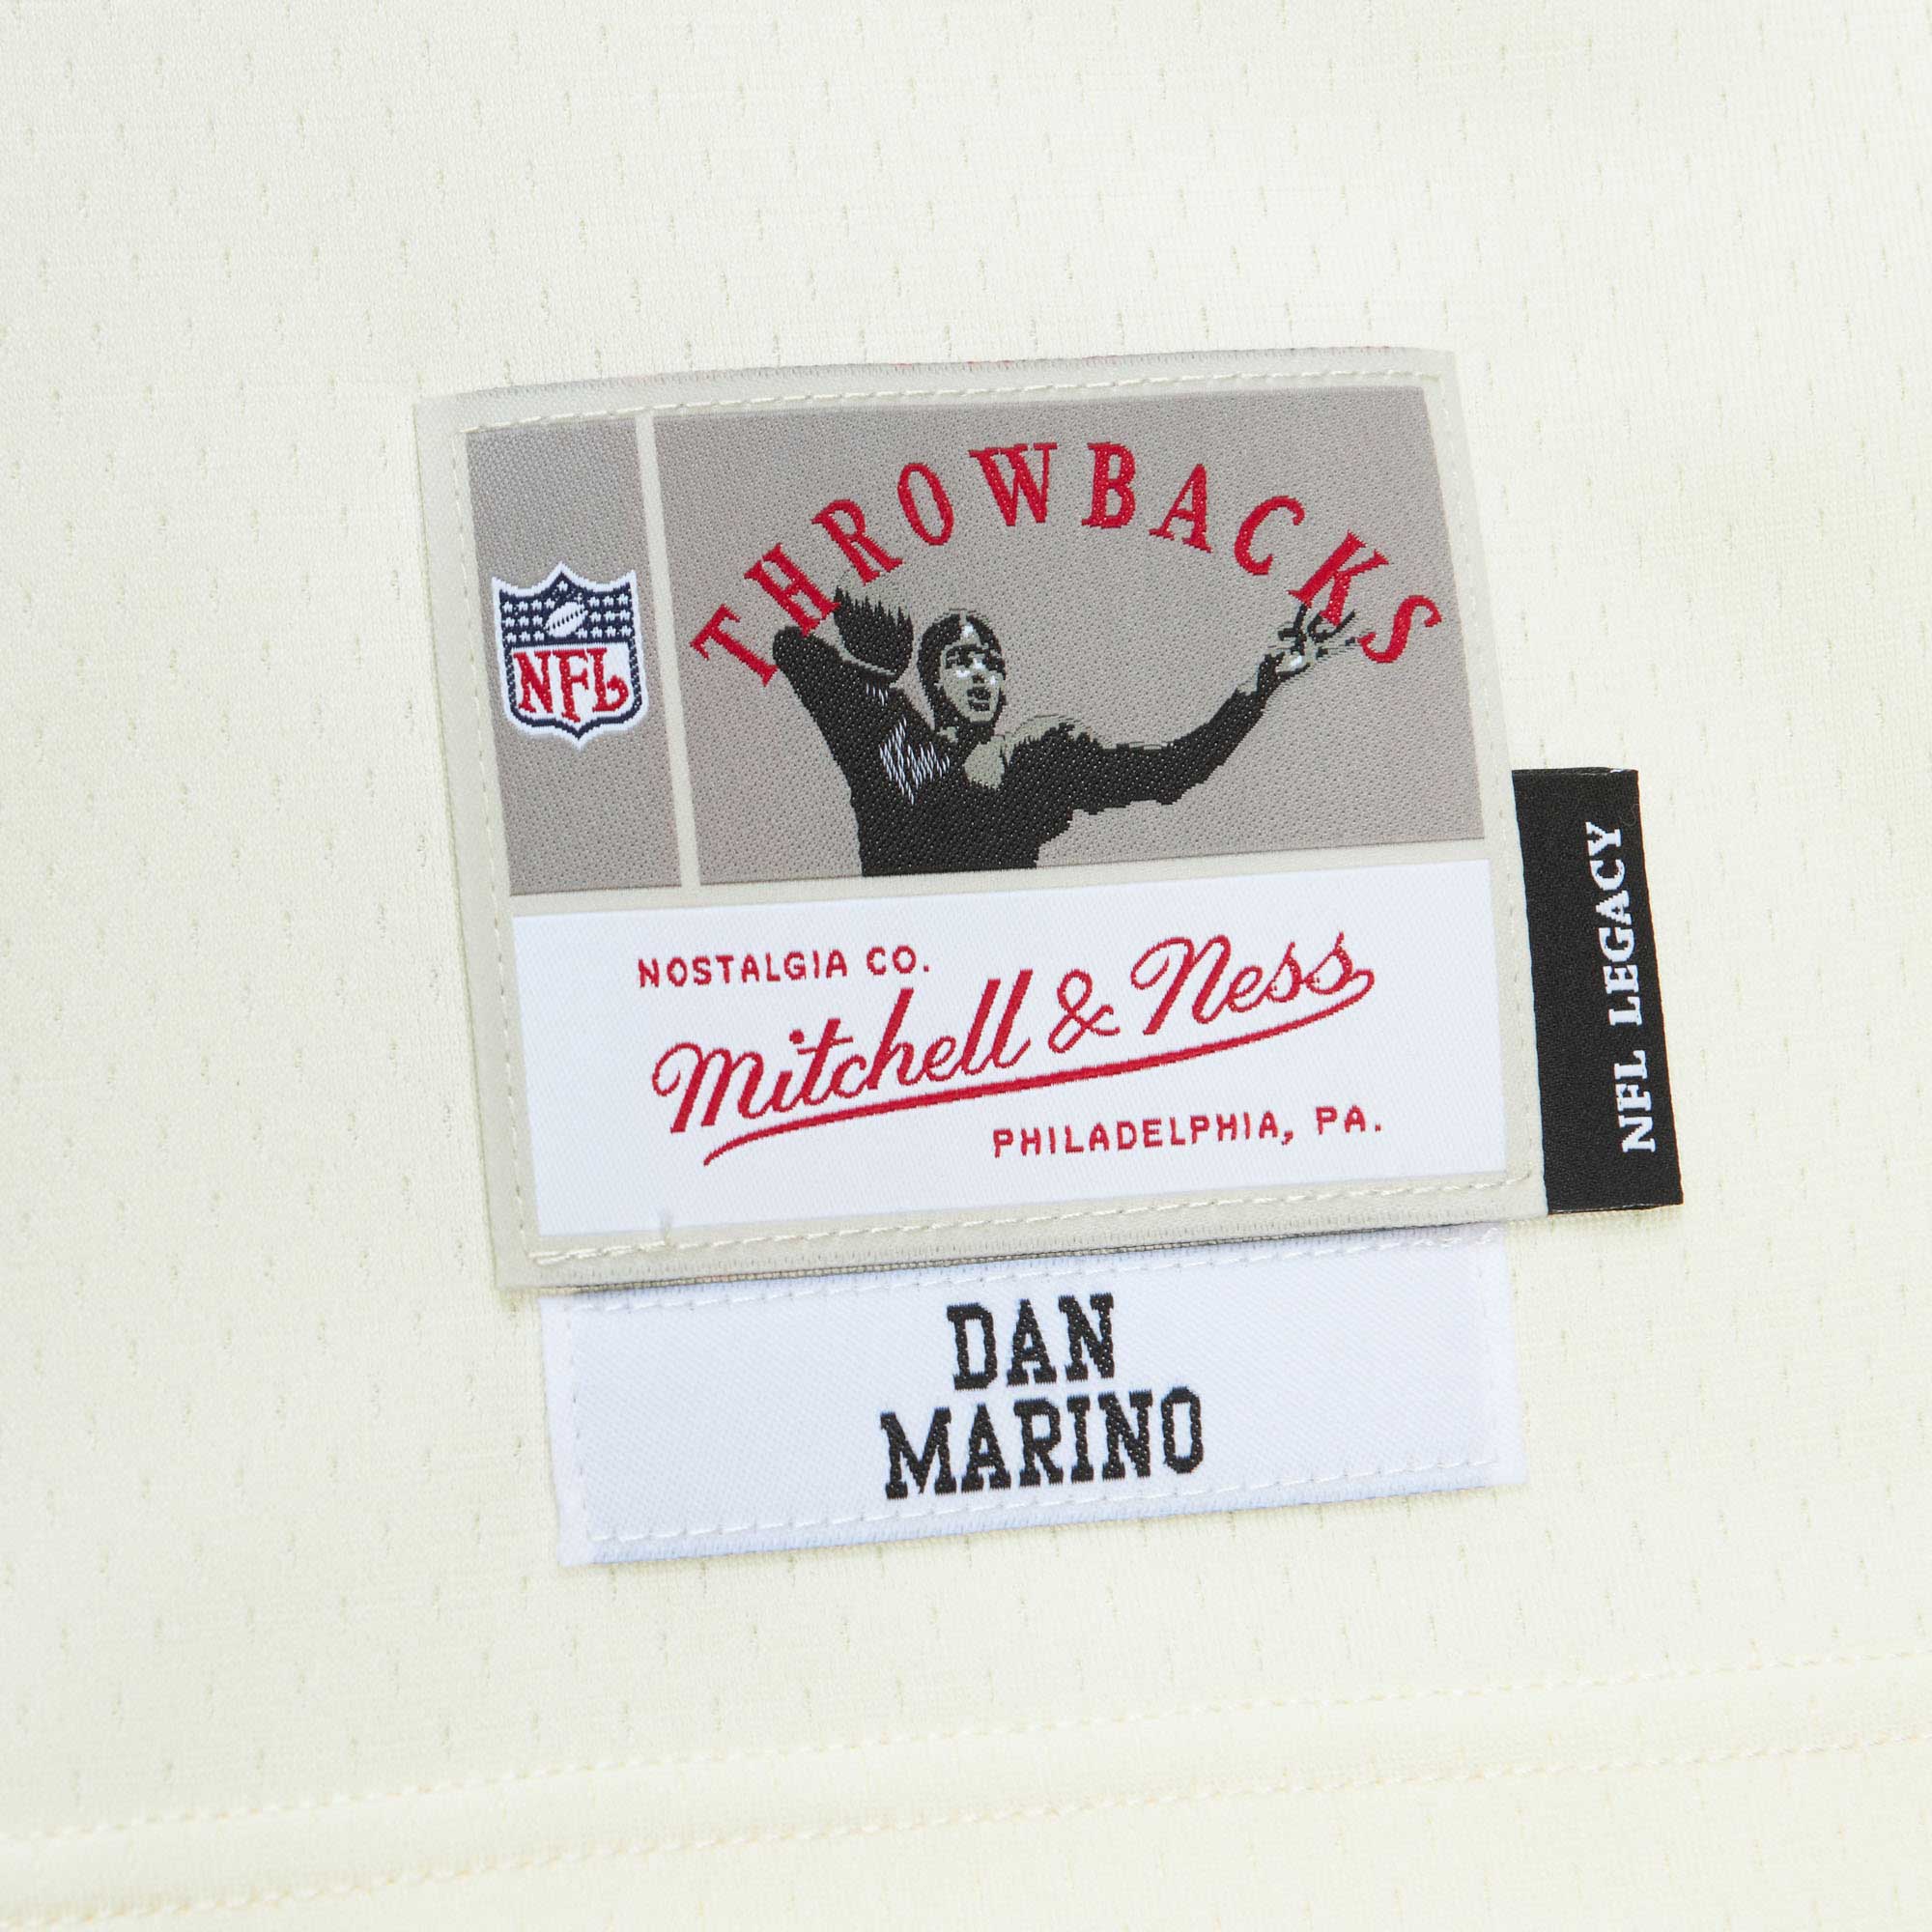 THROWBACKS
NFL
NOSTALGIA CO.
Mitchell & Ness
PHILADELPHIA, PA.
NFL LEGACY
DAN
MARINO